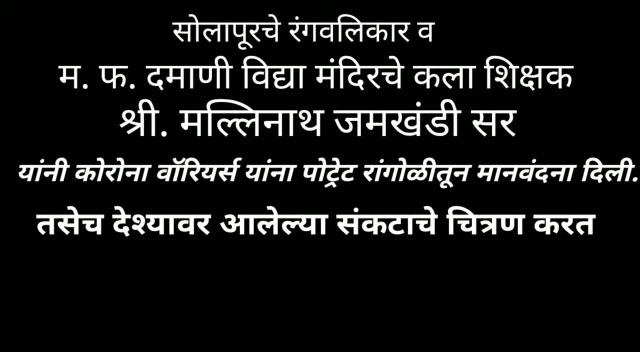 सोलापूरचे रंगवलिकार व
म. फ. दमाणी विद्या मंदिरचे कला शिक्षक
श्री. मल्लिनाथ जमखंडी सर
यांनी कोरोना वॉरियर्स यांना पोट्रेट रांगोळीतून मानवंदना दिली.
तसेच देश्यावर आलेल्या संकटाचे चित्रण करत